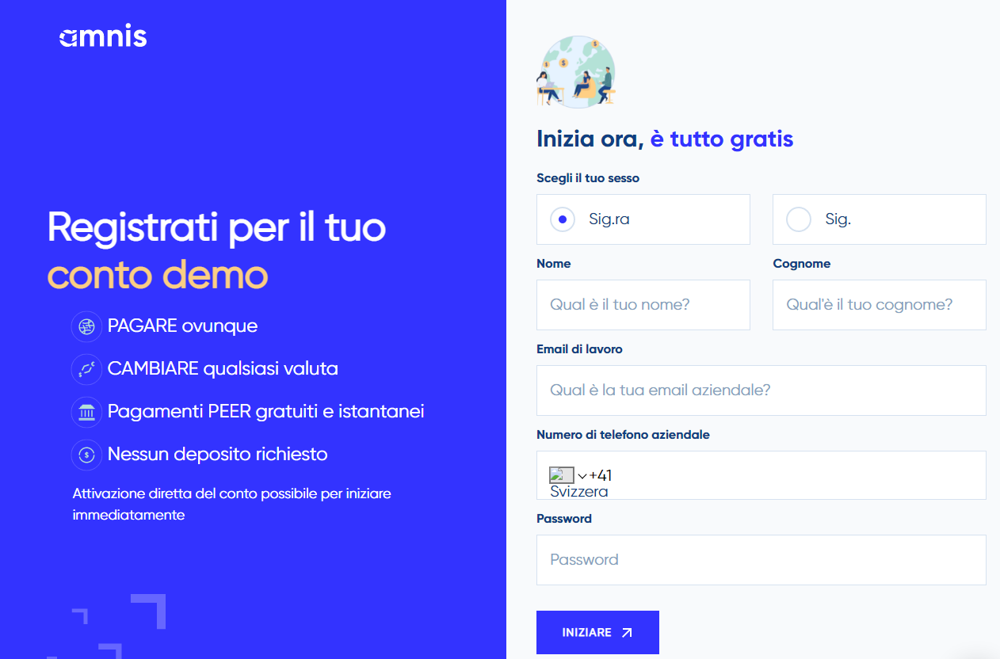 amnis
Registrati per il tuo
conto demo
PAGARE ovunque
CAMBIARE qualsiasi valuta
Pagamenti PEER gratuiti e istantanei
Nessun deposito richiesto
Attivazione diretta del conto possibile per iniziare
immediatamente
Inizia ora, è tutto gratis
Scegli il tuo sesso
Sig.ra
Sig.
Nome
Cognome
Qual è il tuo nome?
Qual'è il tuo cognome?
Email di lavoro
Qual è la tua email aziendale?
Numero di telefono aziendale
+41
Svizzera
Password
Password
INIZIARE